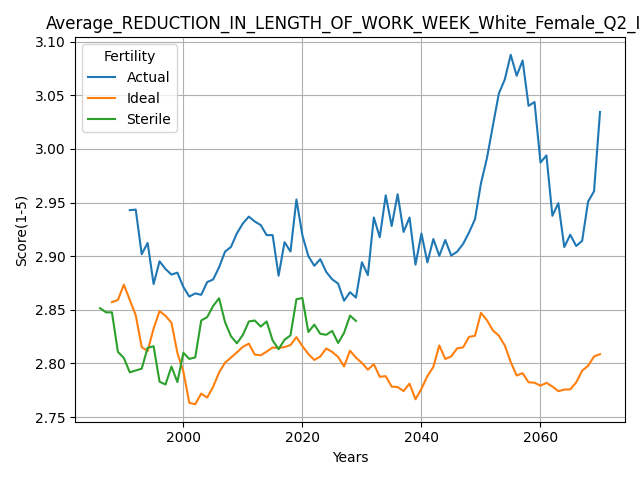 Average_REDUCTION_IN_LENGTH_OF_WORK_WEEK_White_Female_Q2_I
Fertility
Actual
Ideal
Sterile
3.10
3.05
3.00
2.95
2.90
2.85
2.80
2.75
Score(1-5)
2000 2020 2040 2060
Years